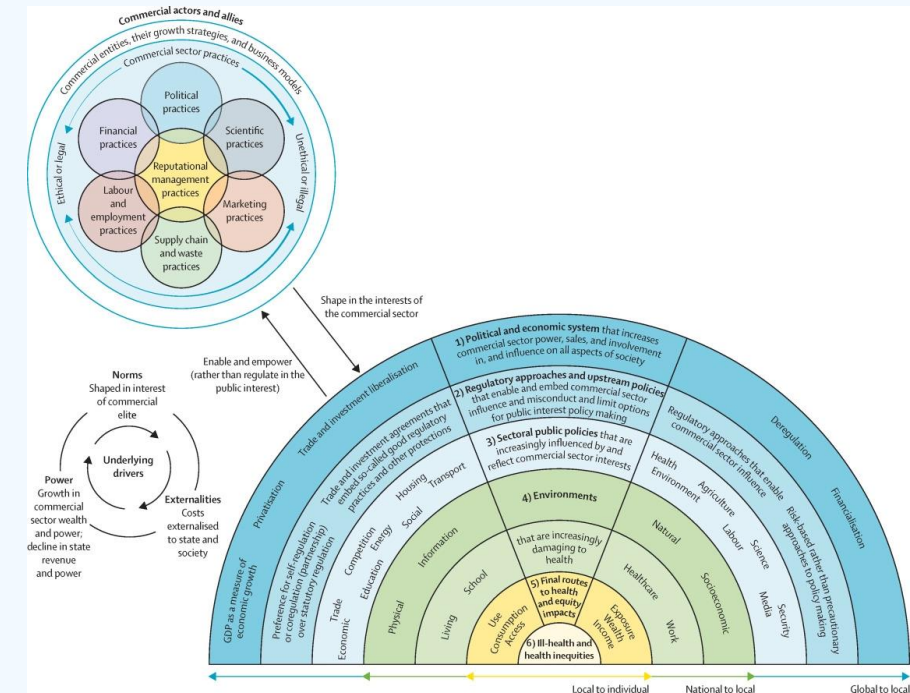 Commercial actors and allies
Commercial entities, their growth strategies, and business models
Commercial sector practices
Ethical or legal
Unethical or illegal
Political
practices
Financial
practices
Scientific
practices
Reputational
management
practices
Labour
and
employment
practices
Marketing
practices
Supply chain
and waste
practices
Shape in the interests of
the commercial sector
Enable and empower
(rather than regulate in the
public interest)
Norms
Shaped in interest
of commercial
elite
Underlying
drivers
Power
Growth in
commercial
sector wealth
and power;
decline in state
revenue
and power
Externalities
Costs
externalised
to state and
society
1) Political and economic system that increases
commercial sector power, sales, and involvement
in, and influence on all aspects of society
GDP as a measure of
economic growth
Privatisation
Trade and investment liberalisation
Deregulation
Financialisation
2) Regulatory approaches and upstream policies
that enable and embed commercial sector
influence and misconduct and limit options
for public interest policy making
Preference for self-regulation
or coregulation (partnership)
over statutory regulation
Trade and investment agreements that
embed so-called good regulatory
practices and other protections
Regulatory approaches that enable
commercial sector influence
Risk-based rather than precautionary
approaches to policy making
3) Sectoral public policies that are
increasingly influenced by and
reflect commercial sector interests
Economic
Trade
Education
Competition
Energy
Social
Housing
Transport
Health
Environment
Agriculture
Labour
Science
Media
Security
4) Environments
that are increasingly
damaging to
health
Physical
Information
Natural
Socioeconomic
Living
School
Healthcare
Work
5) Final routes
to health
and equity
impacts
Use
Consumption
Access
Exposure
Wealth
Income
6) Ill-health and
health inequities
Local to individual
National to local
Global to local